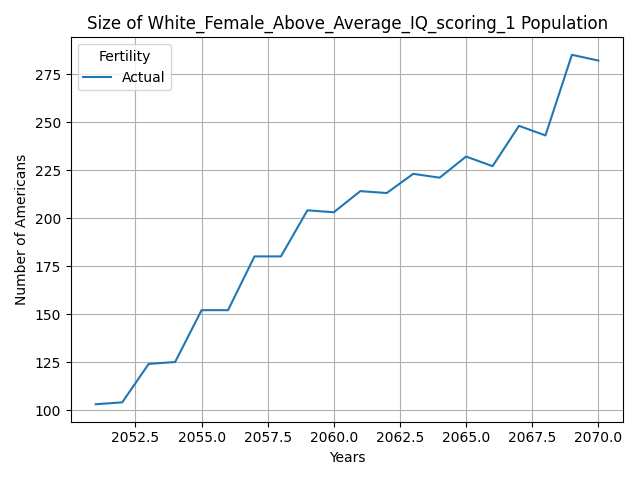 Size of White_Female_Above_Average_IQ_scoring_1 Population
Fertility
Actual
Number of Americans
275
250
225
200
175
150
125
100
2052.5 2055.0 2057.5 2060.0 2062.5 2065.0 2067.5 2070.0
Years